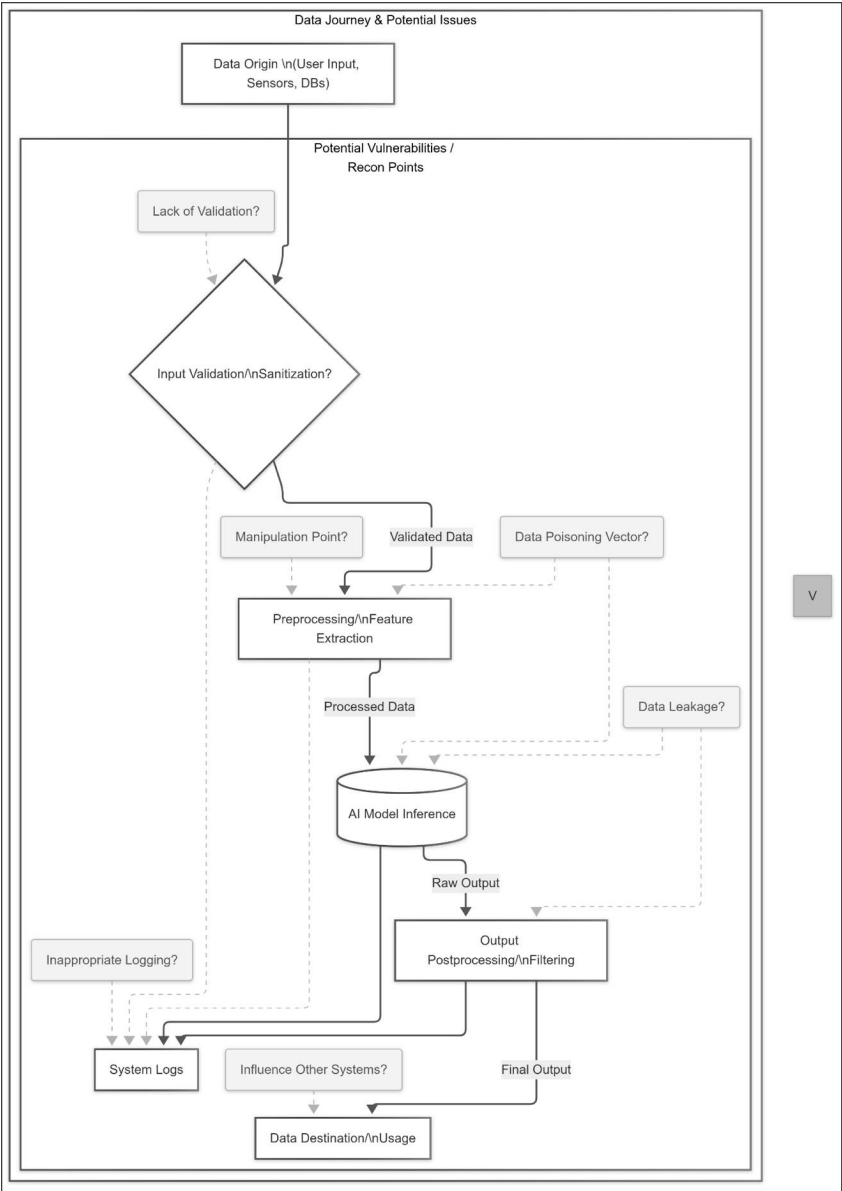 Data Journey & Potential Issues
Data Origin \n(User Input,
Sensors, DBs)
Potential Vulnerabilities /
Recon Points
Lack of Validation?
Input Validation/\nSanitization?
Manipulation Point?
Validated Data
Data Poisoning Vector?
V
Preprocessing/\nFeature
Extraction
Processed Data
Data Leakage?
AI Model Inference
Raw Output
Output
Postprocessing/\nFiltering
Inappropriate Logging?
System Logs
Influence Other Systems?
Final Output
Data Destination/\nUsage